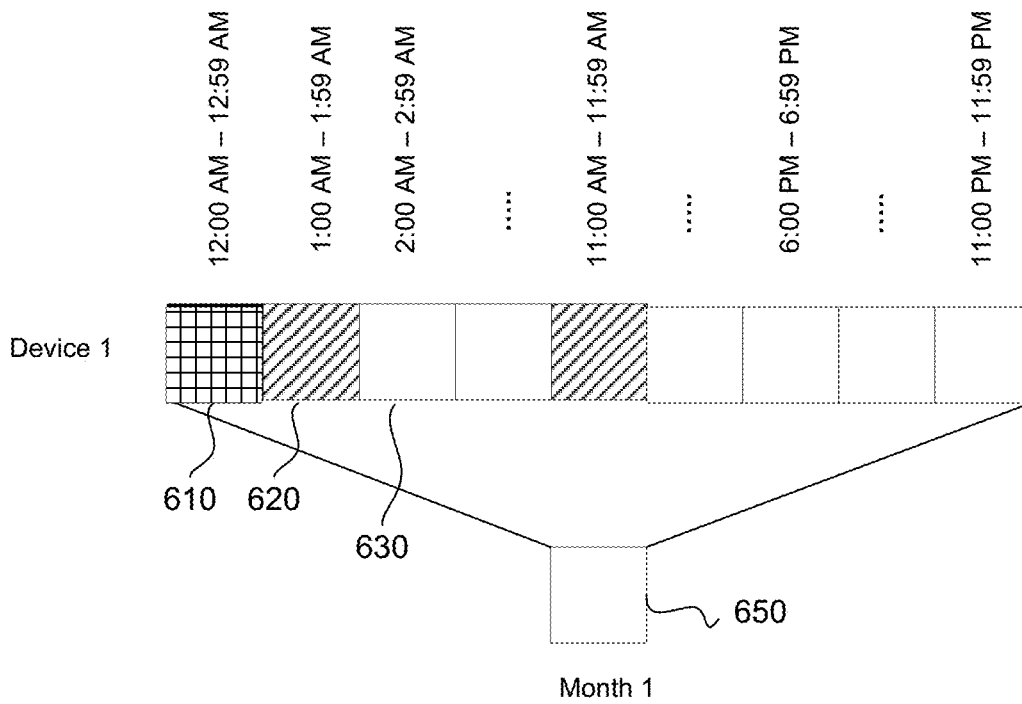 12:00 AM – 12:59 AM
1:00 AM – 1:59 AM
2:00 AM – 2:59 AM
.....
11:00 AM – 11:59 AM
.....
6:00 PM – 6:59 PM
.....
11:00 PM – 11:59 PM
Device 1
610
620
630
650
Month 1